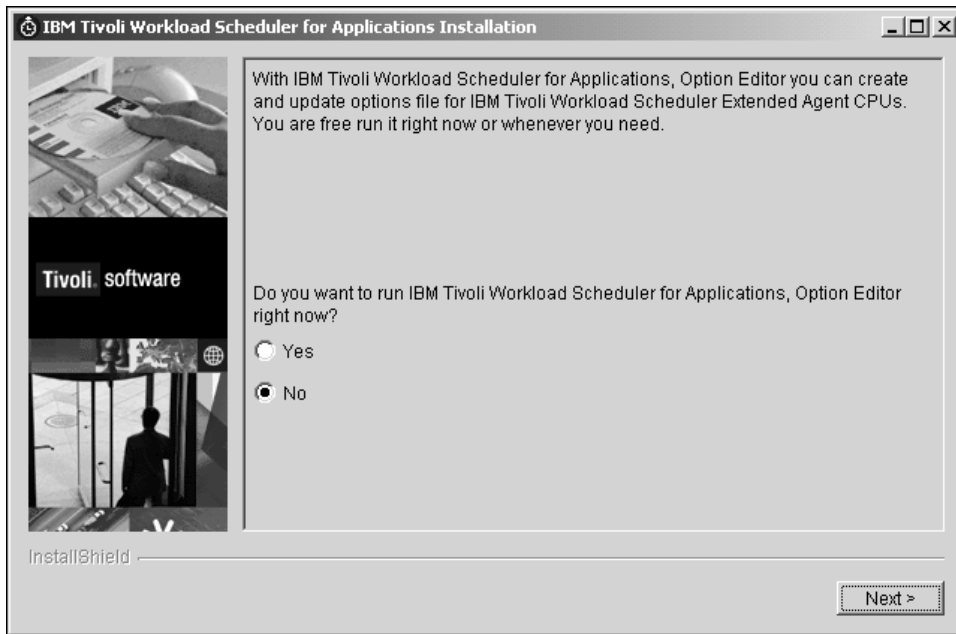 IBM Tivoli Workload Scheduler for Applications Installation
With IBM Tivoli Workload Scheduler for Applications, Option Editor you can create
and update options file for IBM Tivoli Workload Scheduler Extended Agent CPUs.
You are free run it right now or whenever you need.
Tivoli. software
Do you want to run IBM Tivoli Workload Scheduler for Applications, Option Editor
right now?
Yes
No
InstallShield
Next >